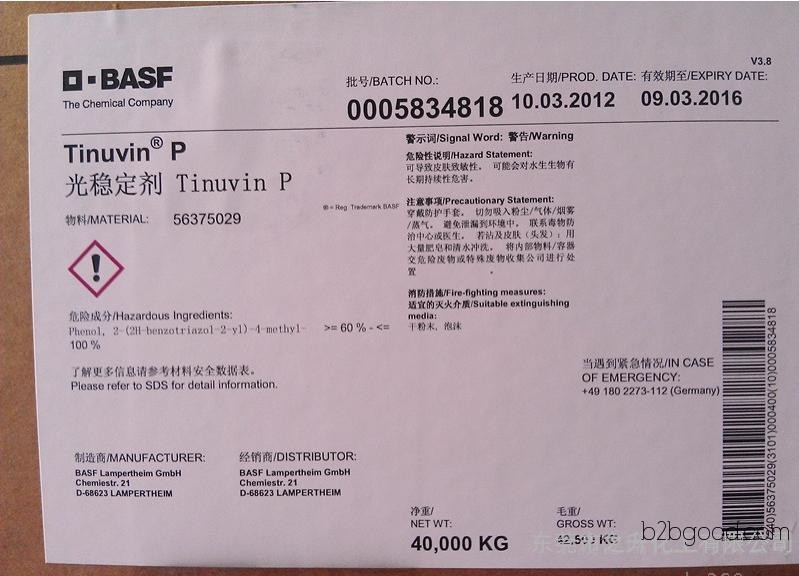 V3.8
BASF
The Chemical Company
批号/BATCH NO.:
0005834818
生产日期/PROD. DATE:
10.03.2012
有效期至/EXPIRY DATE:
09.03.2016
Tinuvin® P
光稳定剂 Tinuvin P
® = Reg. Trademark BASF
物料/MATERIAL: 56375029
危险成分/Hazardous Ingredients:
Phenol, 2-(2H-benzotriazol-2-yl)-4-methyl- >= 60 % - <=
100 %
了解更多信息请参考材料安全数据表。
Please refer to SDS for detail information.
警示词/Signal Word: 警告/Warning
危险性说明/Hazard Statement:
可导致皮肤致敏性。 可能会对水生生物有
长期持续性危害。
注意事项/Precautionary Statement:
穿戴防护手套。 切勿吸入粉尘/气体/烟雾
/蒸气。 避免泄漏到环境中。 联系毒物防
治中心或医生。 若沾及皮肤（头发）：用
大量肥皂和清水冲洗。 将内部物料/容器
交危险废物或特殊废物收集公司进行处
置 。
消防措施/Fire-fighting measures:
适宜的灭火介质/Suitable extinguishing
media:
干粉末、泡沫
当遇到紧急情况/IN CASE
OF EMERGENCY:
+49 180 2273-112 (Germany)
制造商/MANUFACTURER:
BASF Lampertheim GmbH
Chemiestr. 21
D-68623 LAMPERTHEIM
经销商/DISTRIBUTOR:
BASF Lampertheim GmbH
Chemiestr. 21
D-68623 LAMPERTHEIM
净重/
NET WT:
40,000 KG
毛重/
GROSS WT:
KG
56375029(3101)000400(10)0005834818